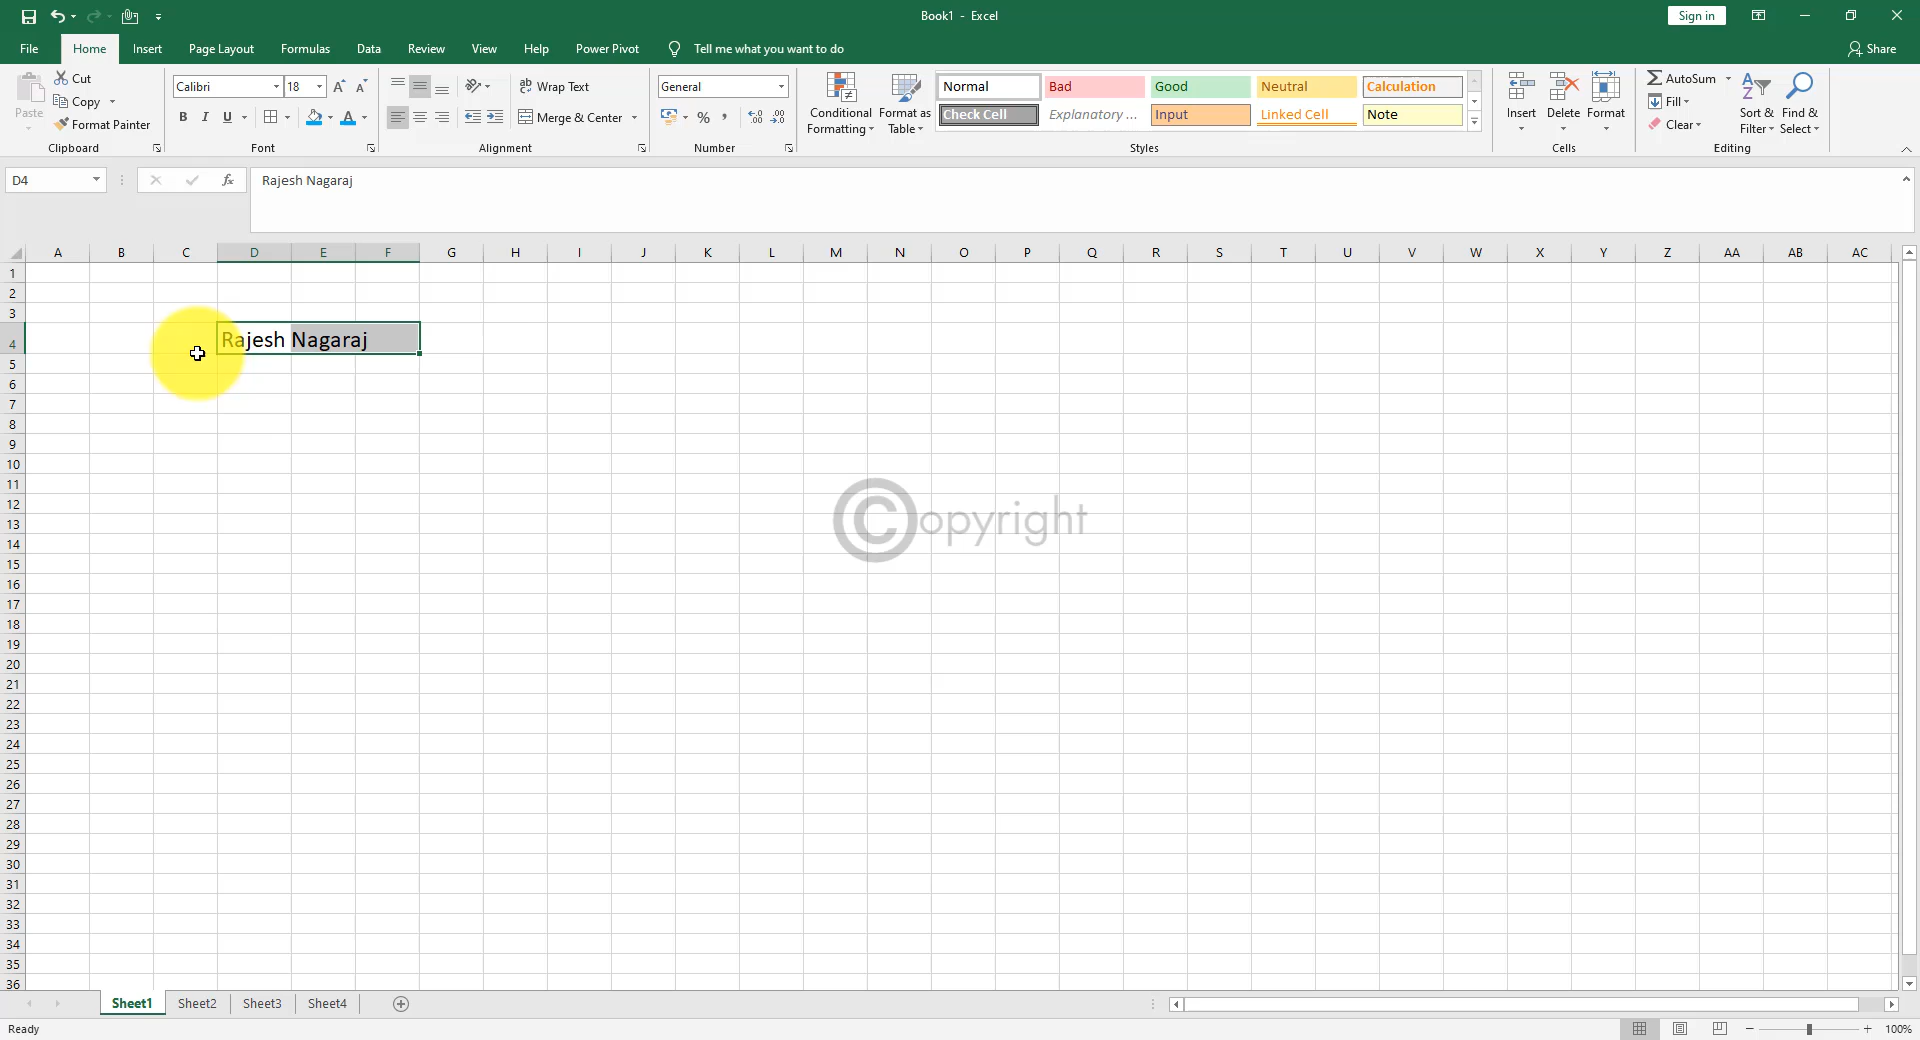 Book1 - Excel
Sign in
File Home Insert Page Layout Formulas Data Review View Help Power Pivot Tell me what you want to do Share
Paste
Cut
Copy
Format Painter
Clipboard
Calibri 18
B I U
Font
Wrap Text
Merge & Center
Alignment
General
Number
Conditional Formatting
Format as Table
Normal Bad Good Neutral Calculation
Check Cell Explanatory ... Input Linked Cell Note
Styles
Insert Delete Format
Cells
AutoSum
Fill
Clear
Sort & Filter
Find & Select
Editing
D4
fx
Rajesh Nagaraj
A B C D E F G H I J K L M N O P Q R S T U V W X Y Z AA AB AC
1
2
3
4 Rajesh Nagaraj
5
6
7
8
9
10
11
12
13
©opyright
14
15
16
17
18
19
20
21
22
23
24
25
26
27
28
29
30
31
32
33
34
35
36
Sheet1 Sheet2 Sheet3 Sheet4
Ready
100%